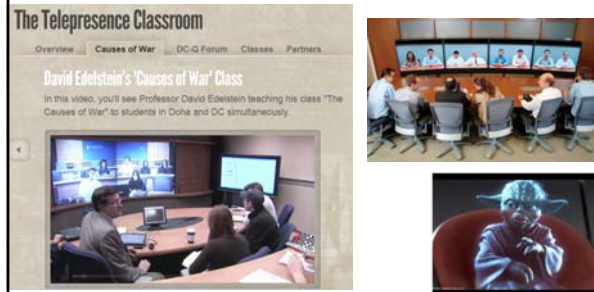 The Telepresence Classroom
Overview Causes of War DC-Q Forum Classes Partners
David Edelstein's 'Causes of War' Class
In this video, you'll see Professor David Edelstein teaching his class "The
Causes of War" to students in Doha and DC simultaneously.